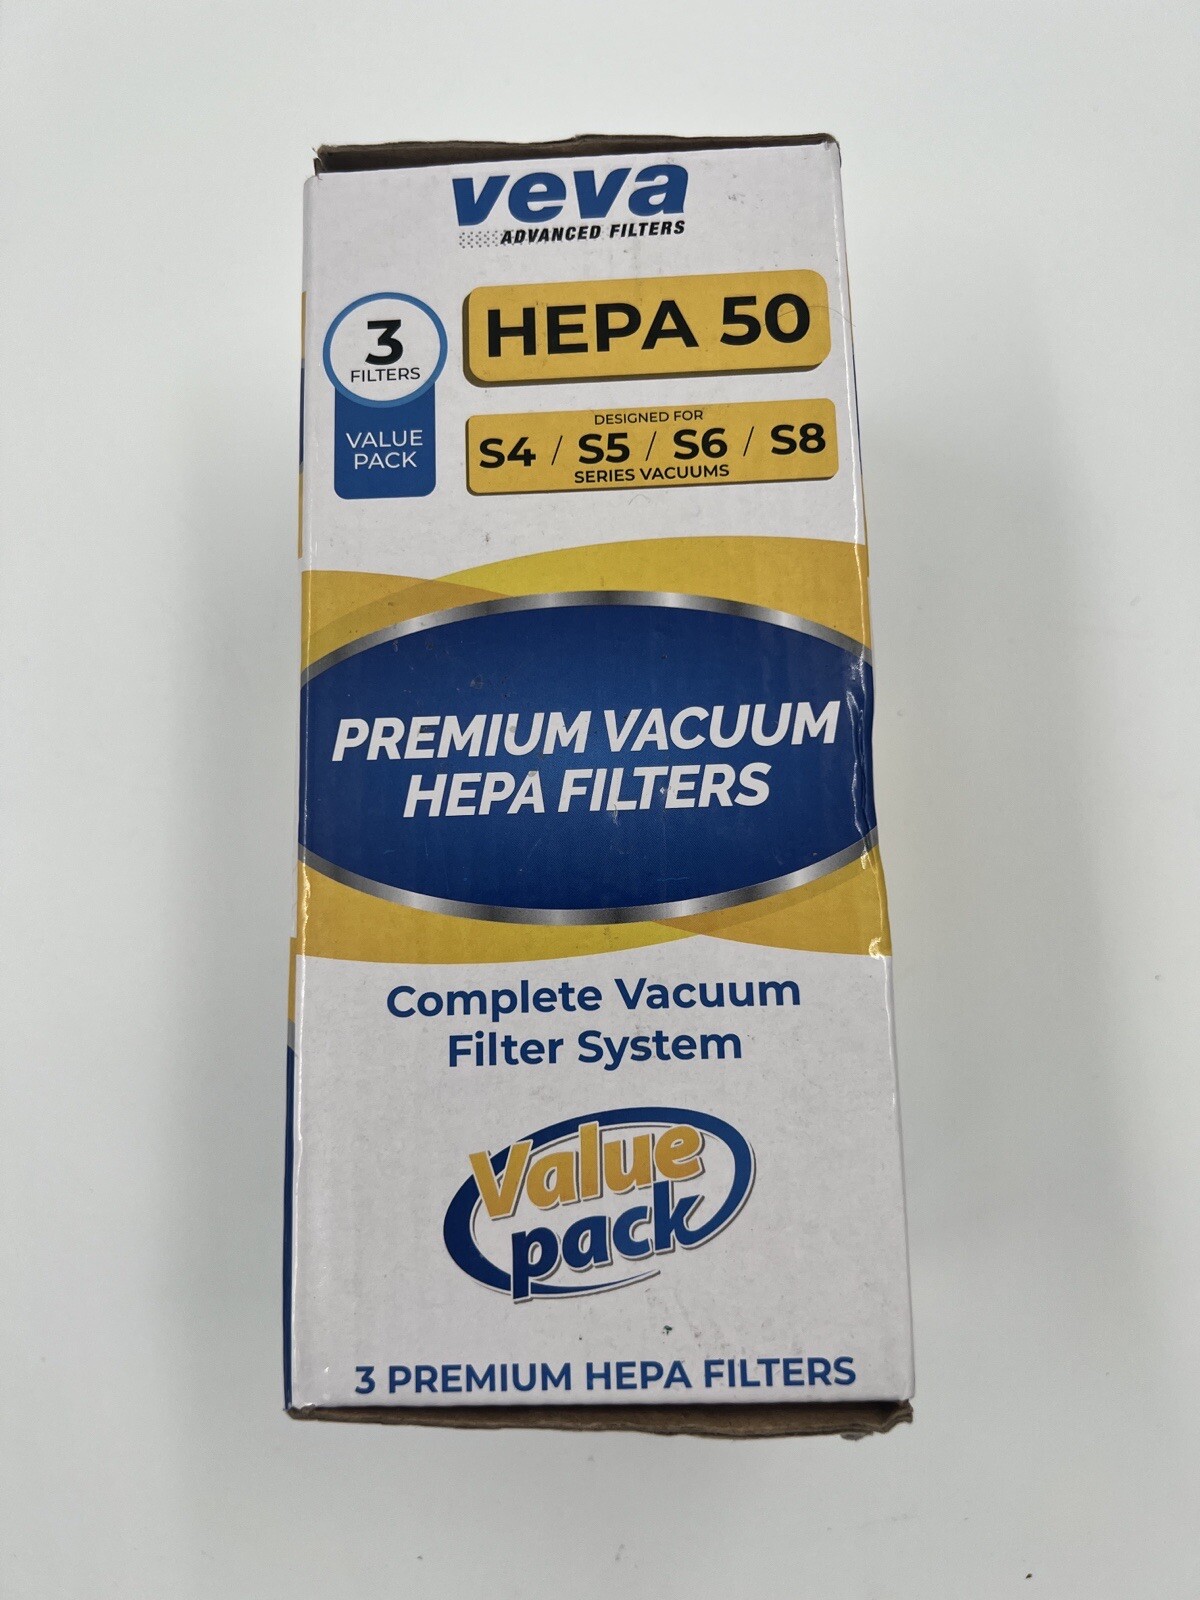 veva
ADVANCED FILTERS
3
FILTERS
VALUE
PACK
HEPA 50
DESIGNED FOR
S4 / S5 / S6 / S8
SERIES VACUUMS
PREMIUM VACUUM
HEPA FILTERS
Complete Vacuum
Filter System
Value
pack
3 PREMIUM HEPA FILTERS